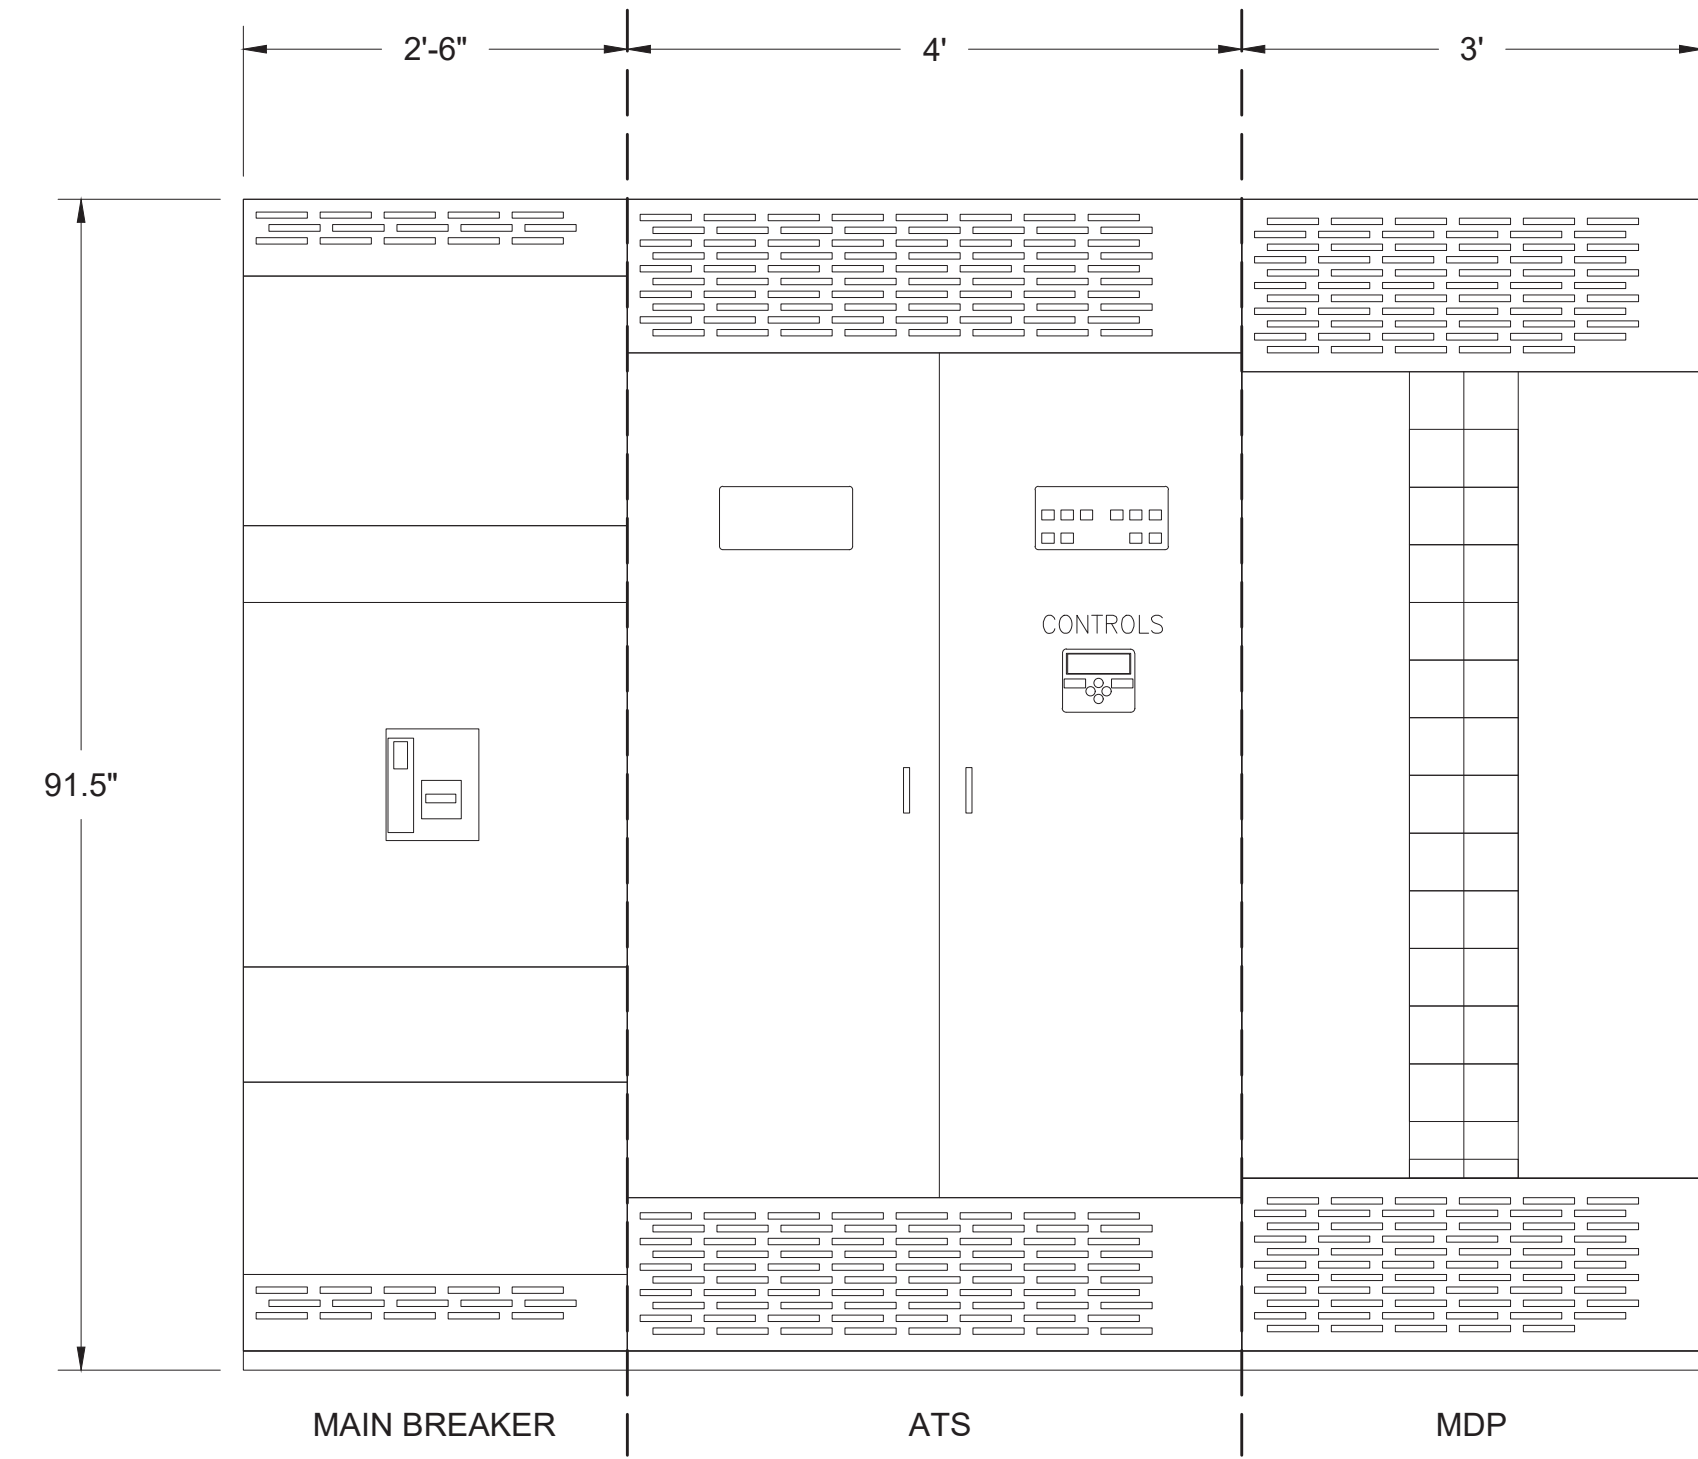 2'-6"
4'
3'
CONTROLS
91.5"
MAIN BREAKER
ATS
MDP